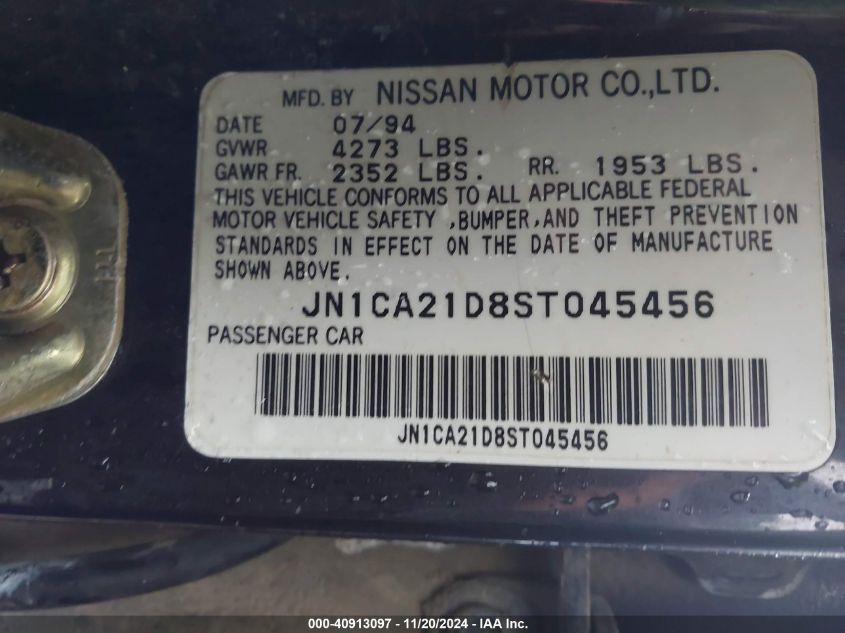 MFD. BY NISSAN MOTOR CO.,LTD.
DATE 07/94
GVWR 4273 LBS.
GAWR FR. 2352 LBS. RR. 1953 LBS.
THIS VEHICLE CONFORMS TO ALL APPLICABLE FEDERAL
MOTOR VEHICLE SAFETY ,BUMPER,AND THEFT PREVENTION
STANDARDS IN EFFECT ON THE DATE OF MANUFACTURE
SHOWN ABOVE.
JN1CA21D8ST045456
PASSENGER CAR
JN1CA21D8ST045456
000-40913097 - 11/20/2024 - IAA Inc.